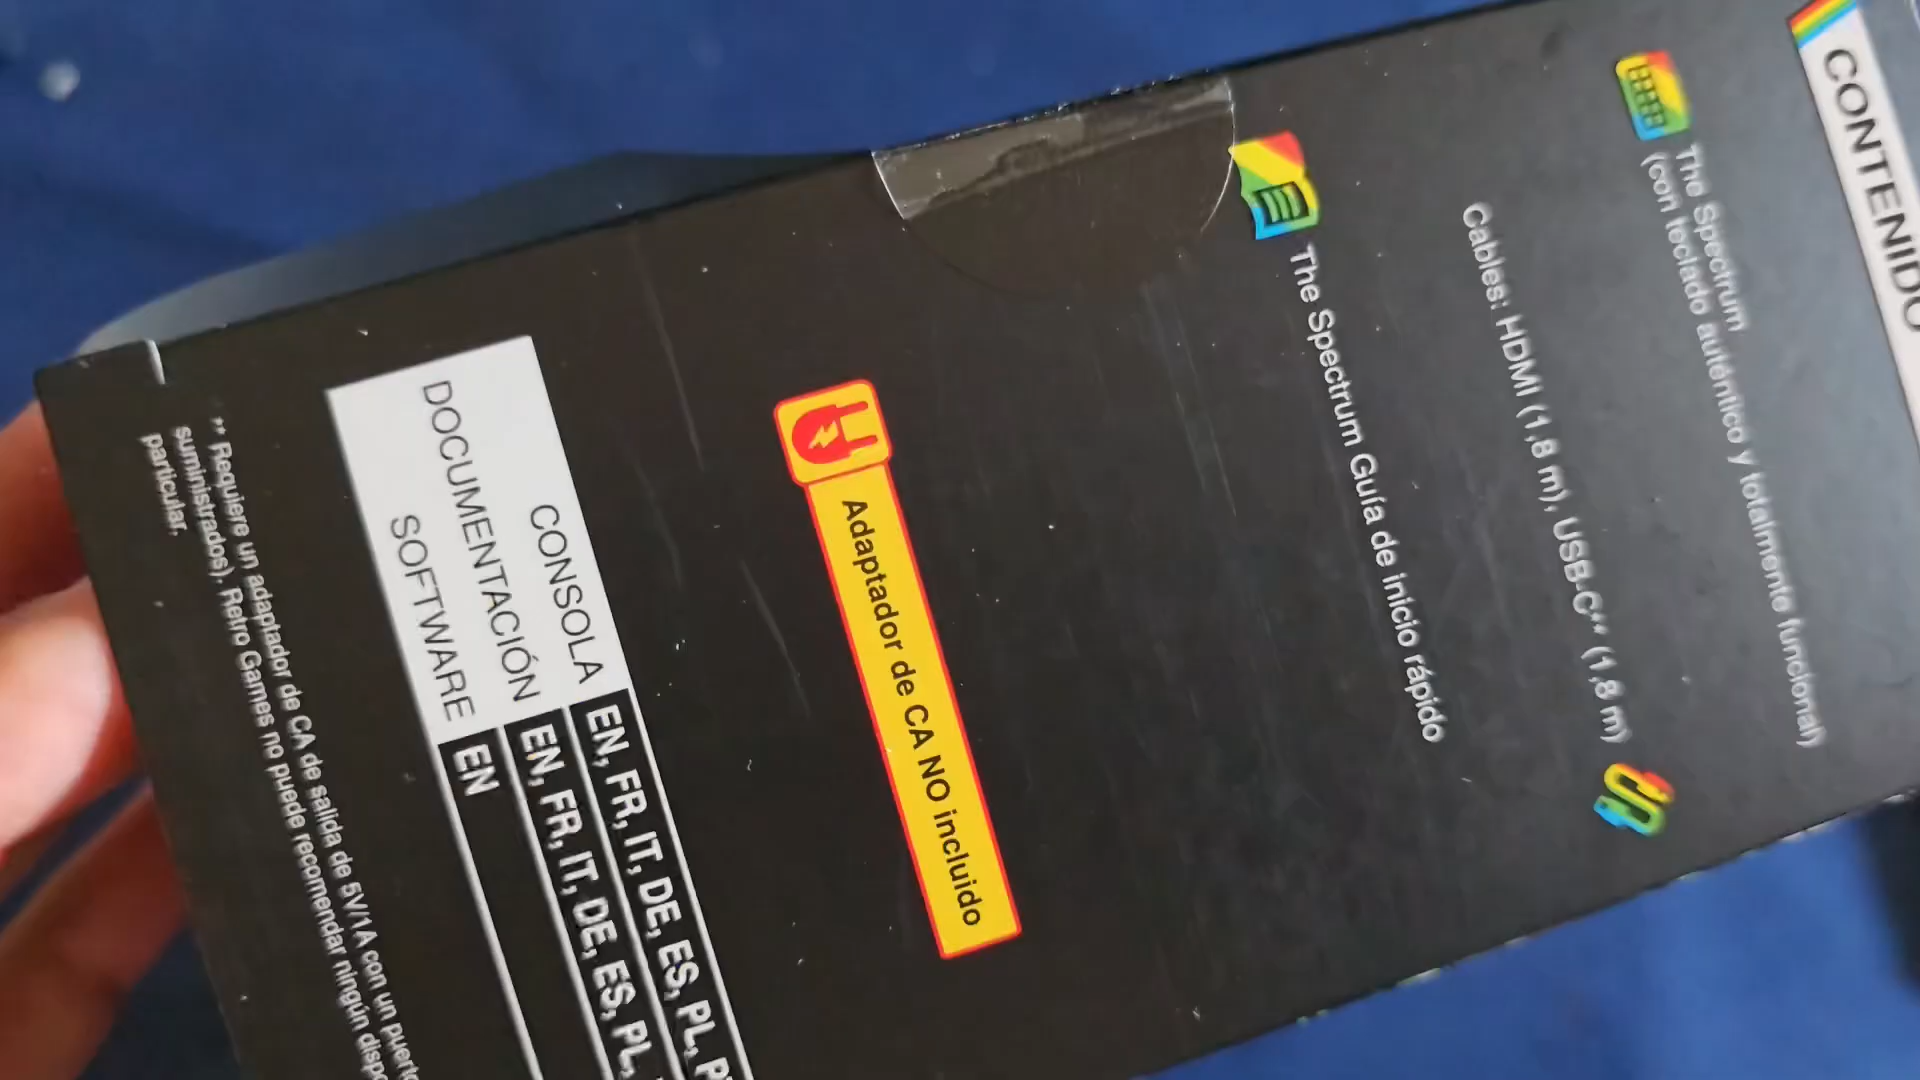 CONTENIDO
The Spectrum
(con teclado auténtico y totalmente funcional)
Cables: HDMI (1,8 m), USB-C** (1,8 m)
The Spectrum Guía de inicio rápido
Adaptador de CA NO incluido
CONSOLA EN, FR, IT, DE, ES, PL,
DOCUMENTACIÓN EN, FR, IT, DE, ES, PL,
SOFTWARE EN
** Requiere un adaptador de CA de salida de 5V/1A con un
suministrados). Retro Games no puede recomendar ningún
particular.